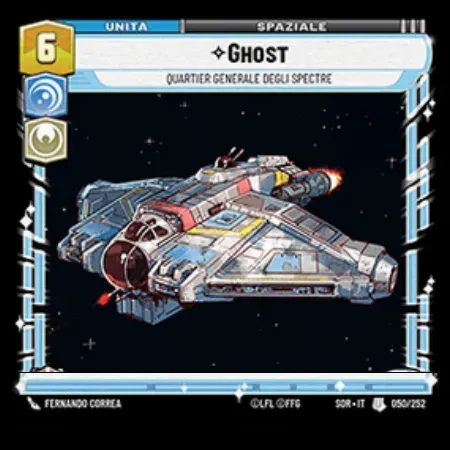 6
UNITÀ
SPAZIALE
GHOST
QUARTIER GENERALE DEGLI SPECTRE
FERNANDO CORREA
©LFL ©FFG
SOR • IT
050/252